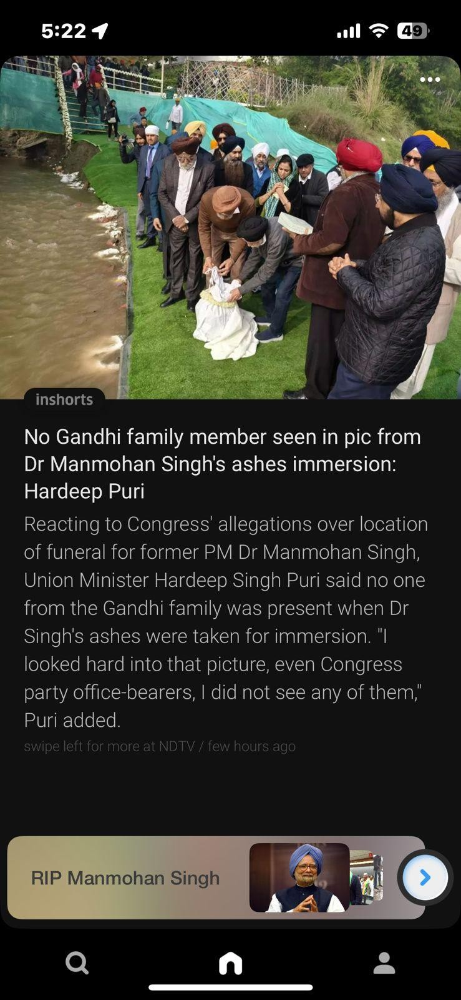 5:22
49
inshorts
No Gandhi family member seen in pic from
Dr Manmohan Singh's ashes immersion:
Hardeep Puri
Reacting to Congress' allegations over location
of funeral for former PM Dr Manmohan Singh,
Union Minister Hardeep Singh Puri said no one
from the Gandhi family was present when Dr
Singh's ashes were taken for immersion. "I
looked hard into that picture, even Congress
party office-bearers, I did not see any of them,"
Puri added.
swipe left for more at NDTV / few hours ago
RIP Manmohan Singh